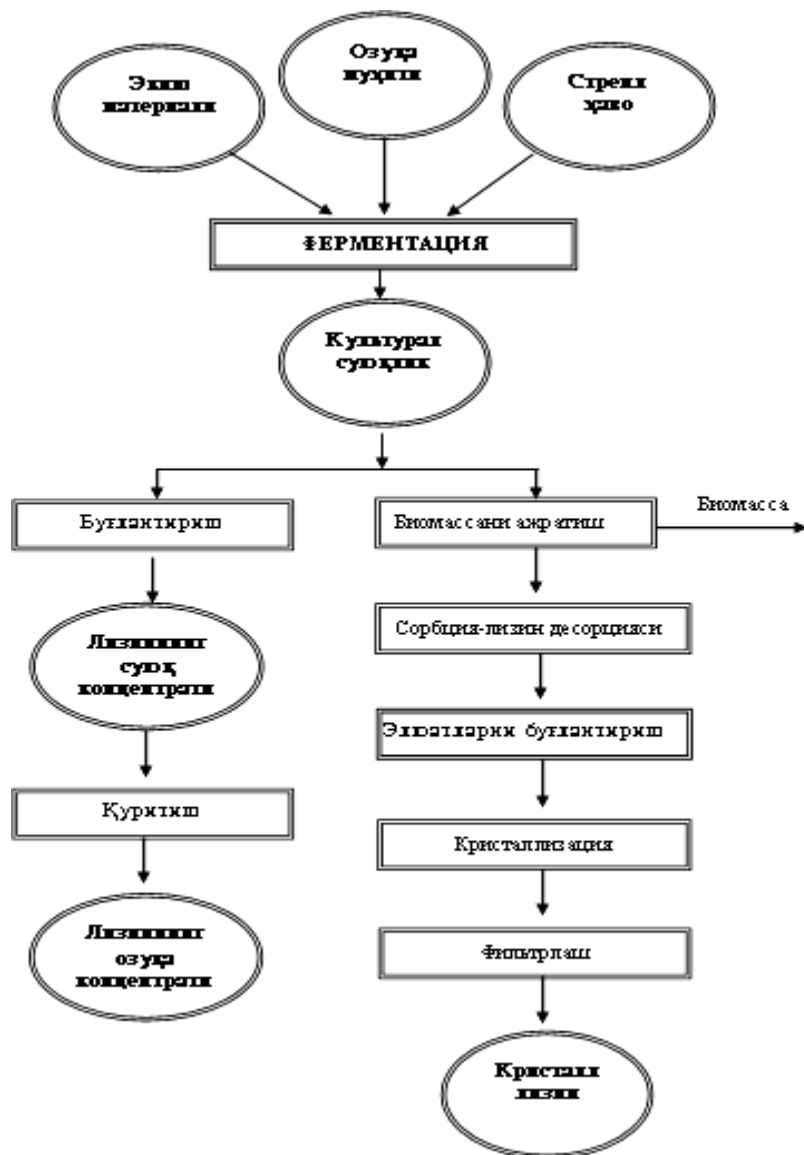 Экиш
материали
Озуқа
муҳити
Стерил
ҳаво
ФЕРМЕНТАЦИЯ
Культурал
суюқлик
Буғлантириш
Биомассани ажратиш
Биомасса
Лизиннинг
суюқ
концентрати
Сорбция-лизин десорцияси
Элюатларни буғлантириш
Қуритиш
Кристаллизация
Лизиннинг
озуқа
концентрати
Фильтрлаш
Кристалл
лизин